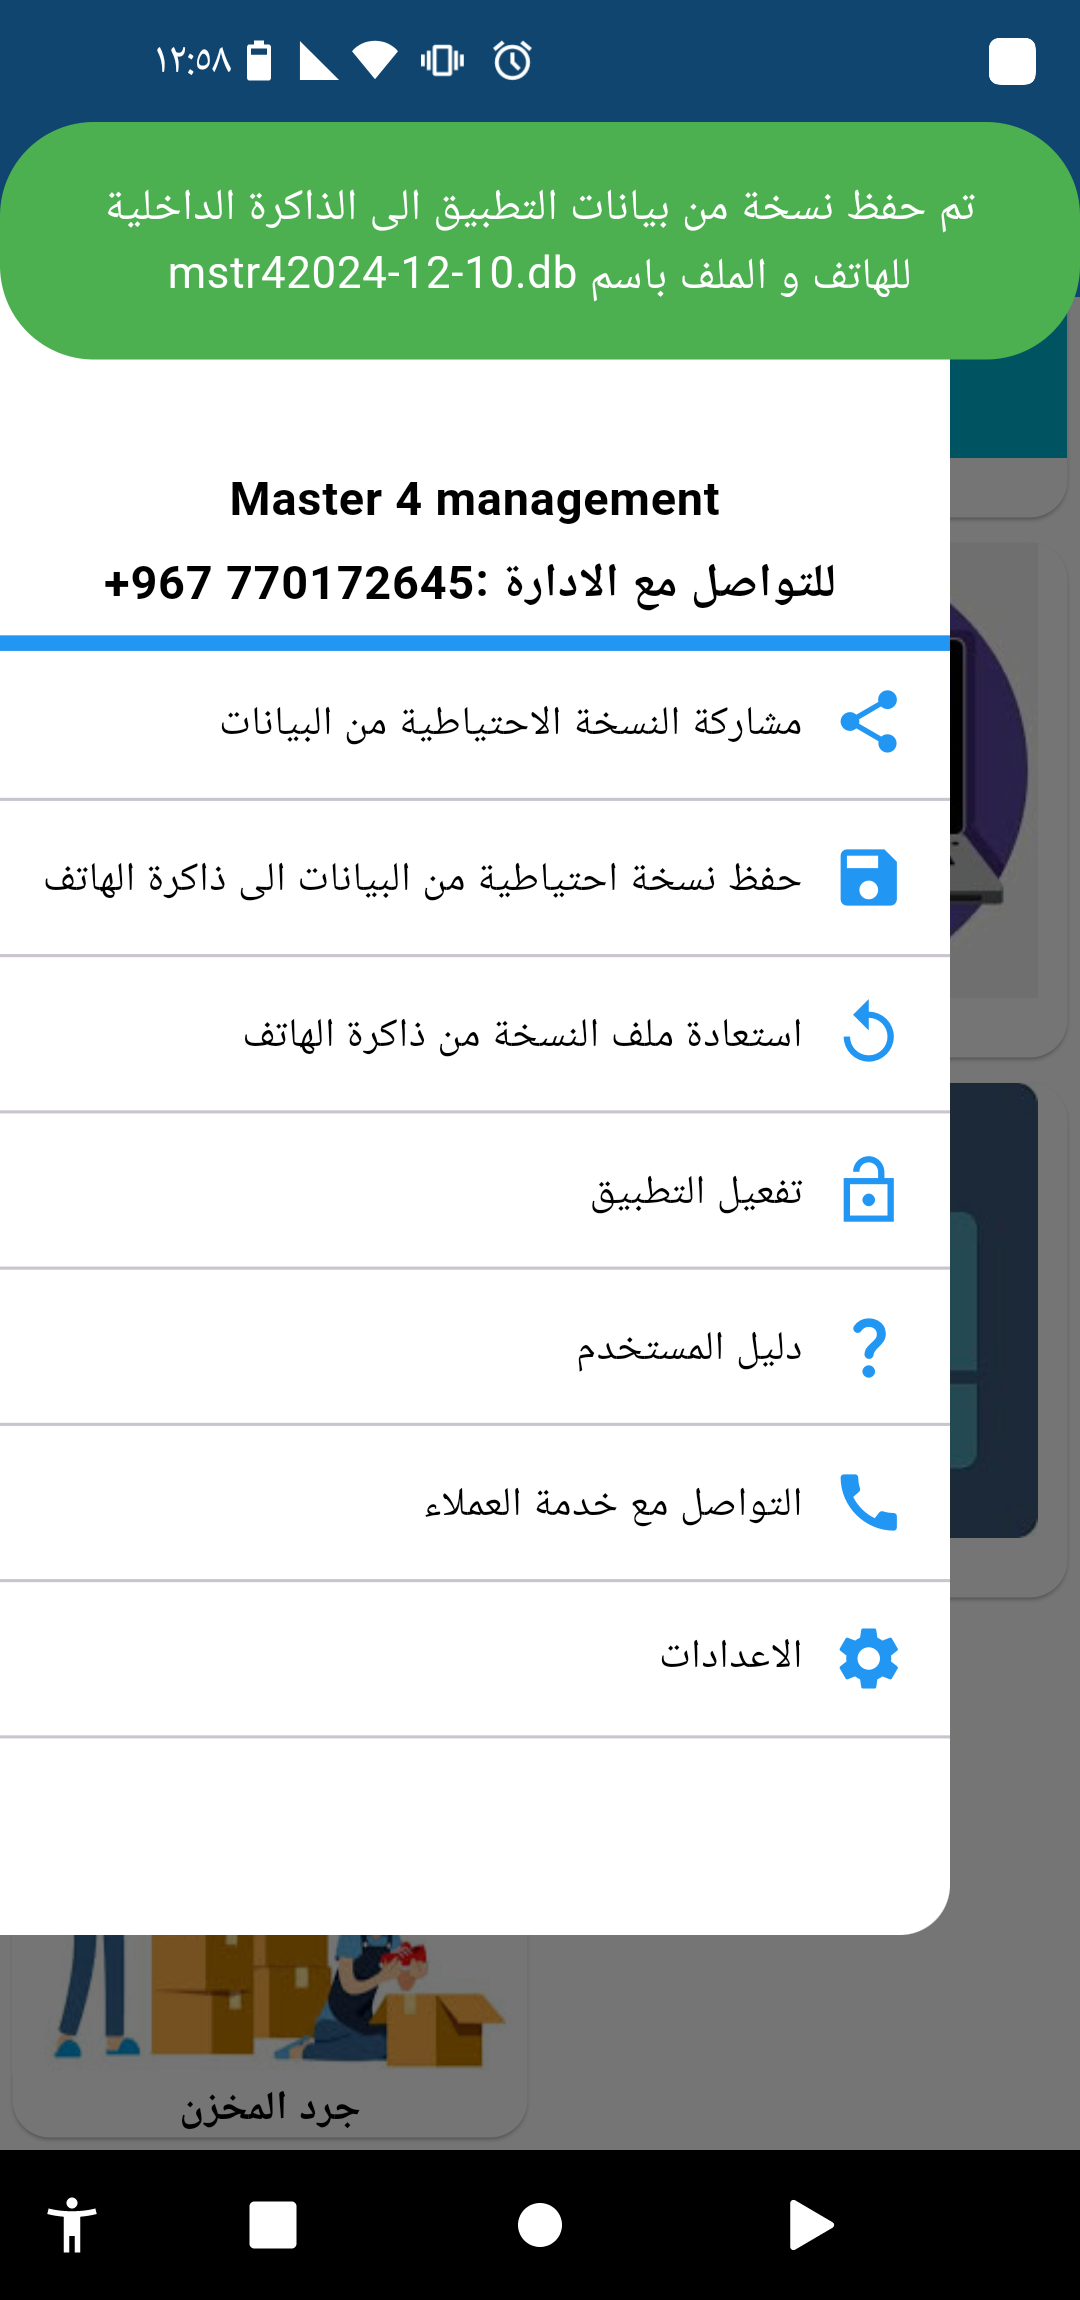 ١٢:٥٨
تم حفظ نسخة من بيانات التطبيق الى الذاكرة الداخلية
للهاتف و الملف باسم mstr42024-12-10.db
Master 4 management
للتواصل مع الادارة :770172645 967+
مشاركة النسخة الاحتياطية من البيانات
حفظ نسخة احتياطية من البيانات الى ذاكرة الهاتف
استعادة ملف النسخة من ذاكرة الهاتف
تفعيل التطبيق
دليل المستخدم
التواصل مع خدمة العملاء
الاعدادات
جرد المخزن